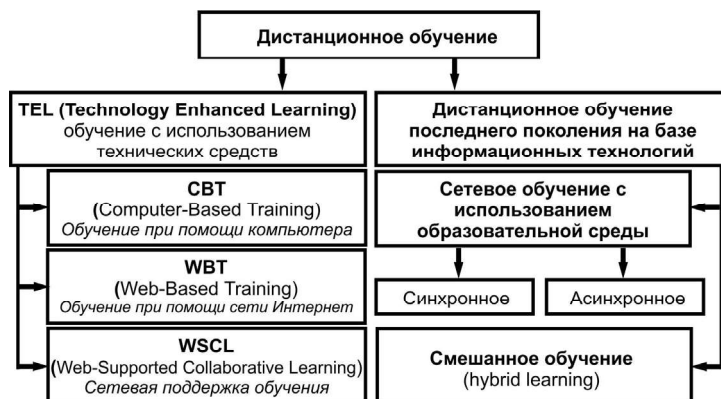 Дистанционное обучение
TEL (Technology Enhanced Learning)
обучение с использованием
технических средств
CBT
(Computer-Based Training)
Обучение при помощи компьютера
WBT
(Web-Based Training)
Обучение при помощи сети Интернет
WSCL
(Web-Supported Collaborative Learning)
Сетевая поддержка обучения
Дистанционное обучение
последнего поколения на базе
информационных технологий
Сетевое обучение с
использованием
образовательной среды
Синхронное
Асинхронное
Смешанное обучение
(hybrid learning)